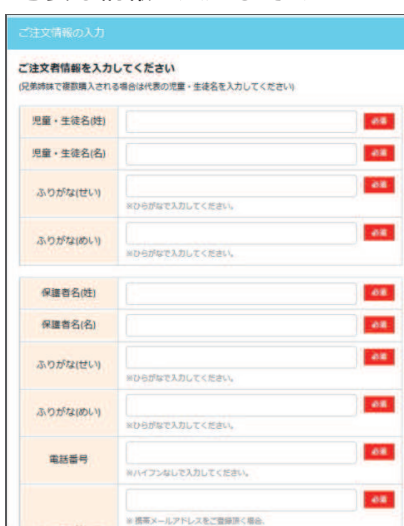 ご注文情報の入力
ご注文者情報を入力してください
(兄弟姉妹で複数購入される場合は代表の児童・生徒名を入力してください)
児童・生徒名(姓) 必須
児童・生徒名(名) 必須
ふりがな(せい) 必須
※ひらがなで入力してください。
ふりがな(めい) 必須
※ひらがなで入力してください。
保護者名(姓) 必須
保護者名(名) 必須
ふりがな(せい) 必須
※ひらがなで入力してください。
ふりがな(めい) 必須
※ひらがなで入力してください。
電話番号 必須
※ハイフンなしで入力してください。
必須
※携帯メールアドレスをご登録頂く場合、